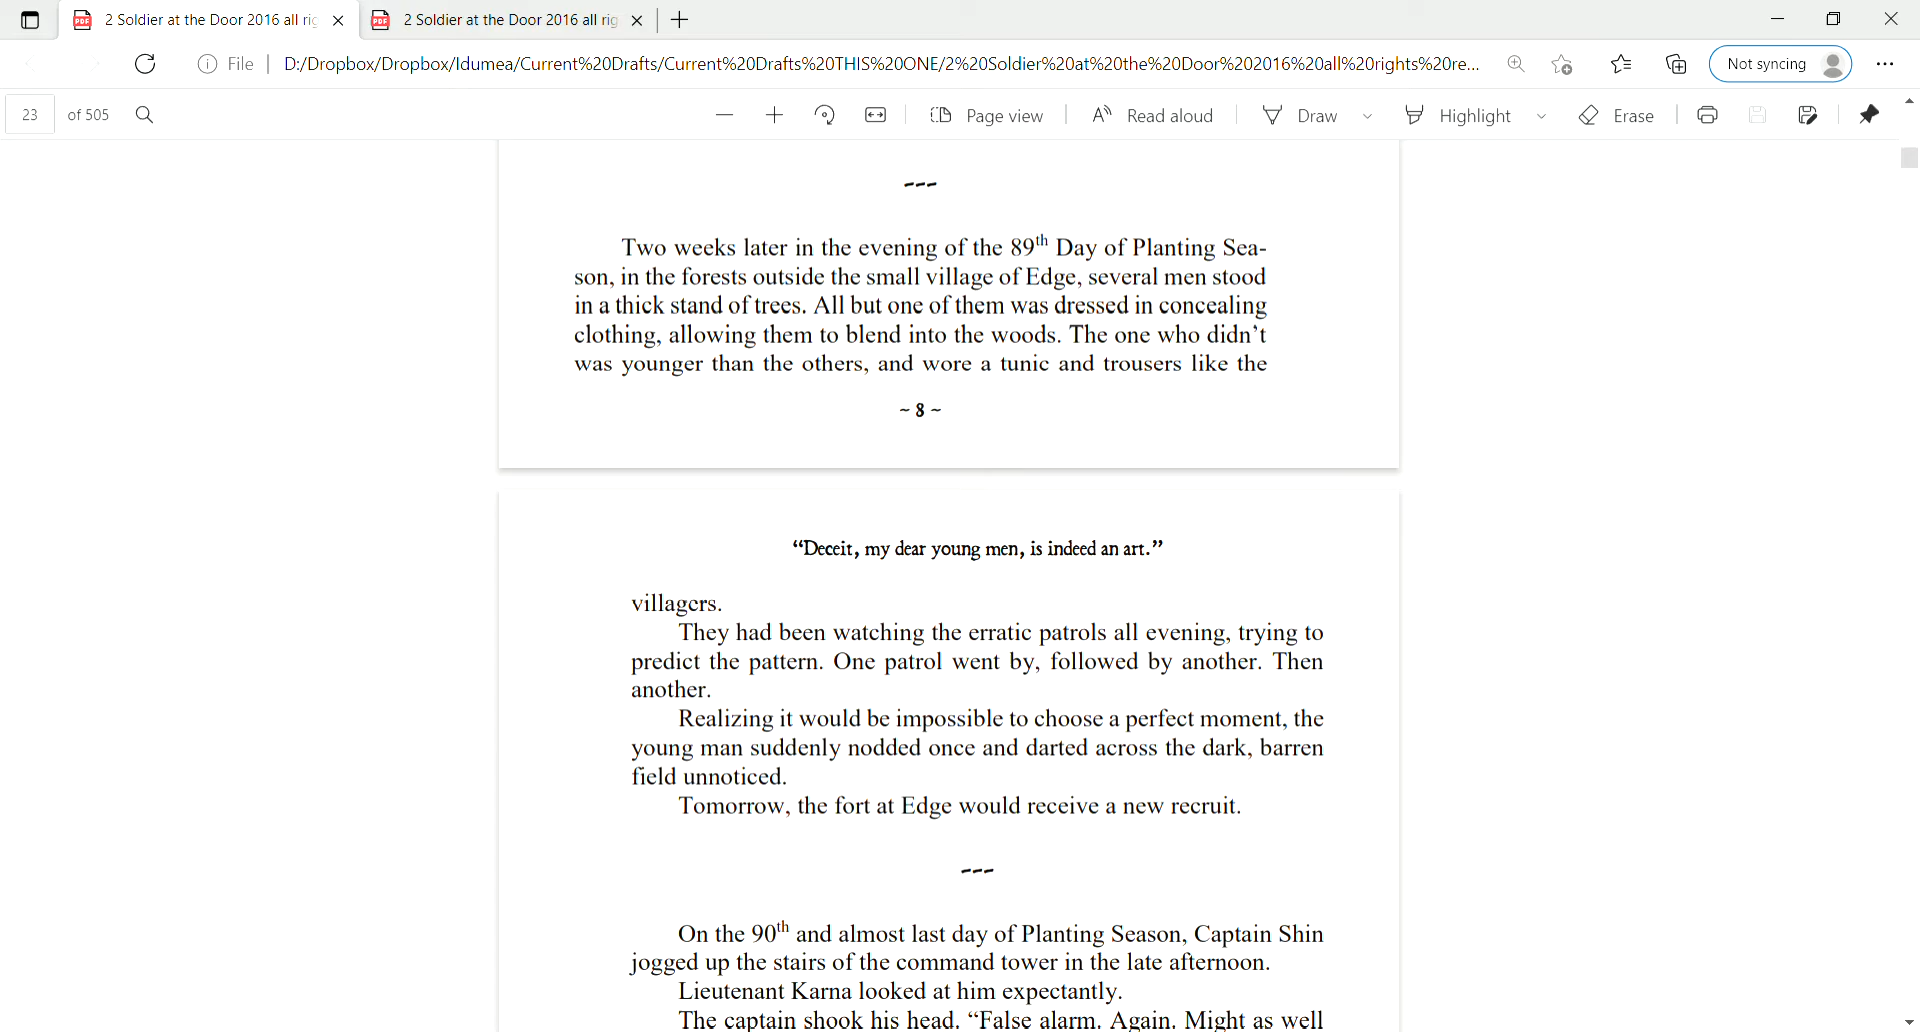 2 Soldier at the Door 2016 all rig
2 Soldier at the Door 2016 all rig
File
D:/Dropbox/Dropbox/Idumea/Current%20Drafts/Current%20Drafts%20THIS%20ONE/2%20Soldier%20at%20the%20Door%202016%20all%20rights%20re...
Not syncing
23 of 505
Page view
Read aloud
Draw
Highlight
Erase
---
Two weeks later in the evening of the 89th Day of Planting Sea-
son, in the forests outside the small village of Edge, several men stood
in a thick stand of trees. All but one of them was dressed in concealing
clothing, allowing them to blend into the woods. The one who didn’t
was younger than the others, and wore a tunic and trousers like the
~ 8 ~
“Deceit, my dear young men, is indeed an art.”
villagers.
They had been watching the erratic patrols all evening, trying to
predict the pattern. One patrol went by, followed by another. Then
another.
Realizing it would be impossible to choose a perfect moment, the
young man suddenly nodded once and darted across the dark, barren
field unnoticed.
Tomorrow, the fort at Edge would receive a new recruit.
---
On the 90th and almost last day of Planting Season, Captain Shin
jogged up the stairs of the command tower in the late afternoon.
Lieutenant Karna looked at him expectantly.
The captain shook his head. “False alarm. Again. Might as well